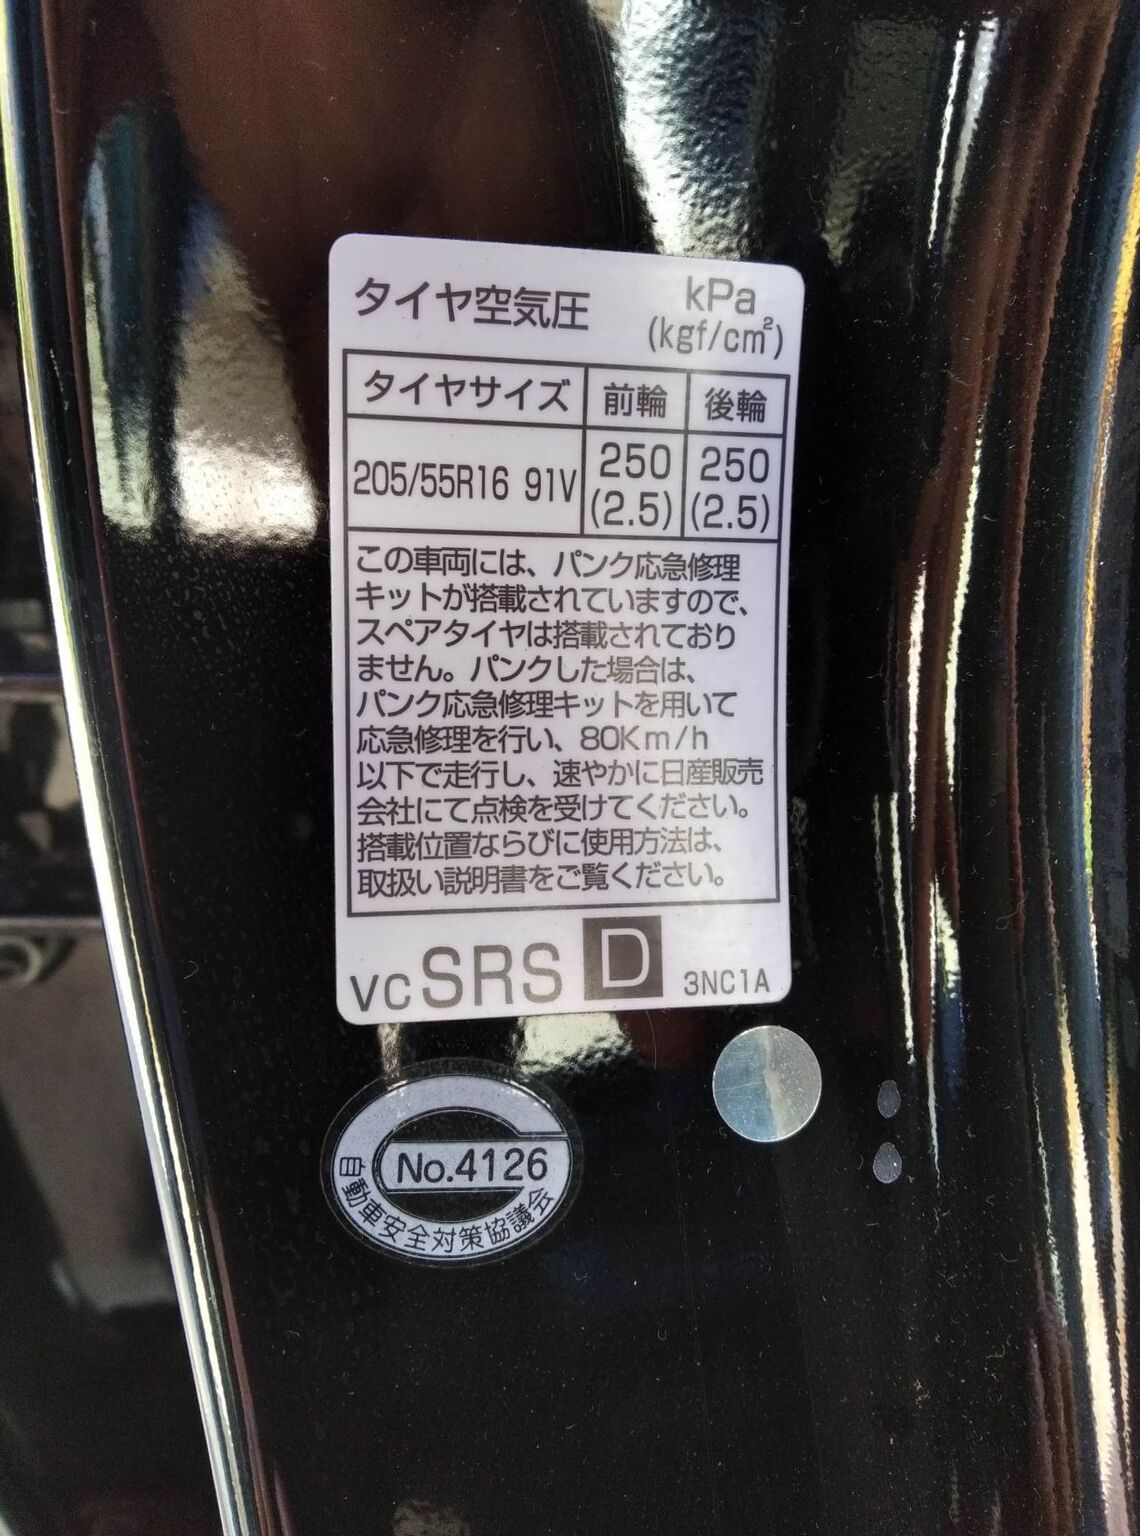 タイヤ空気圧 kPa
(kgf/cm²)
タイヤサイズ 前輪 後輪
205/55R16 91V 250 250
(2.5) (2.5)
この車両には、パンク応急修理
キットが搭載されていますので、
スペアタイヤは搭載されており
ません。パンクした場合は、
パンク応急修理キットを用いて
応急修理を行い、80Km/h
以下で走行し、速やかに日産販売
会社にて点検を受けてください。
搭載位置ならびに使用方法は、
取扱い説明書をご覧ください。
VC SRS D 3NC1A
No.4126
自動車安全対策協議会